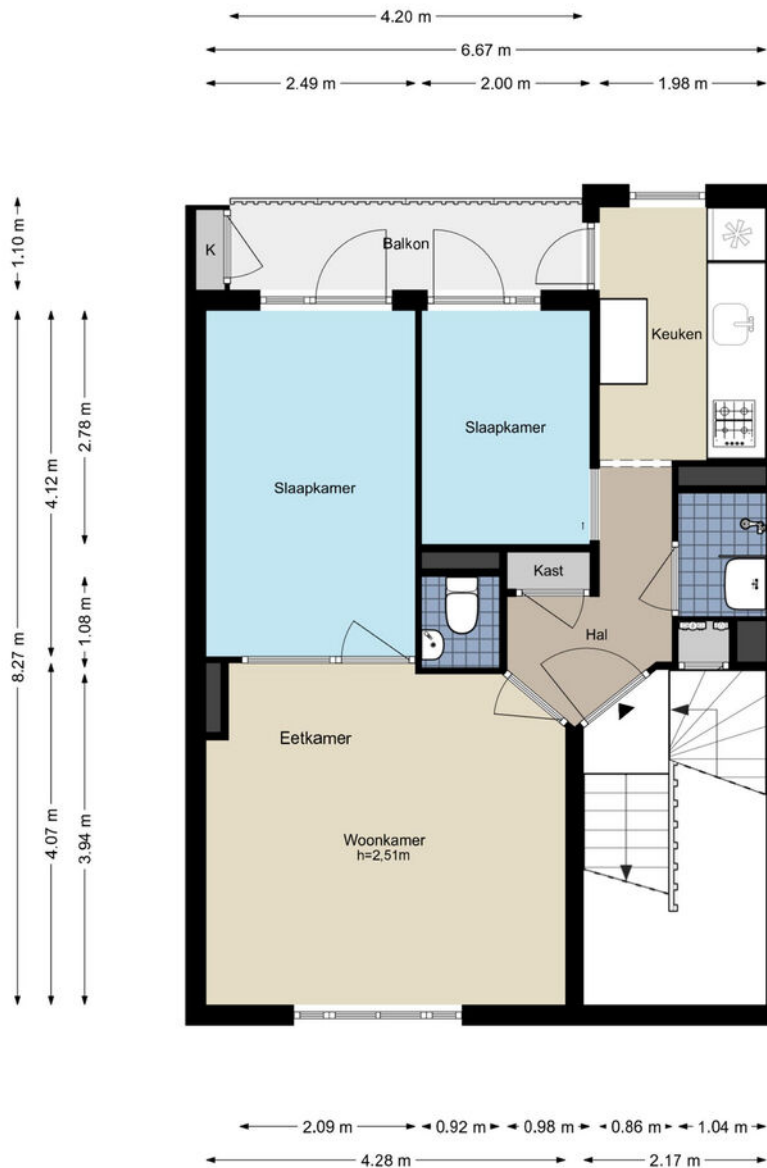 4.20 m
6.67 m
2.49 m 2.00 m 1.98 m
1.10 m
8.27 m
4.12 m
4.07 m
2.78 m
1.08 m
3.94 m
K
Balkon
Keuken
Slaapkamer
Slaapkamer
1
Kast
Hal
Eetkamer
Woonkamer
h=2,51m
2.09 m 0.92 m 0.98 m 0.86 m 1.04 m
4.28 m 2.17 m